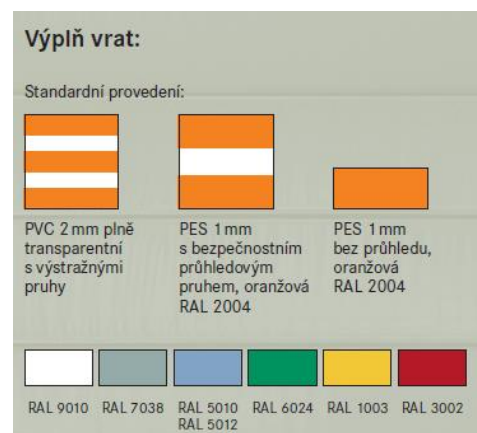 Výplň vrat:
Standardní provedení:
PVC 2 mm plně
transparentní
s výstražnými
pruhy
PES 1 mm
s bezpečnostním
průhledovým
pruhem, oranžová
RAL 2004
PES 1 mm
bez průhledu,
oranžová
RAL 2004
RAL 9010
RAL 7038
RAL 5010
RAL 5012
RAL 6024
RAL 1003
RAL 3002